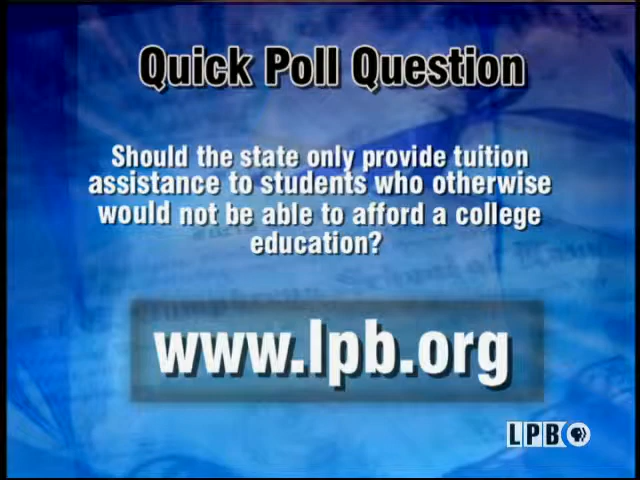 Quick Poll Question
Should the state only provide tuition
assistance to students who otherwise
would not be able to afford a college
education?
www.lpb.org
LPB